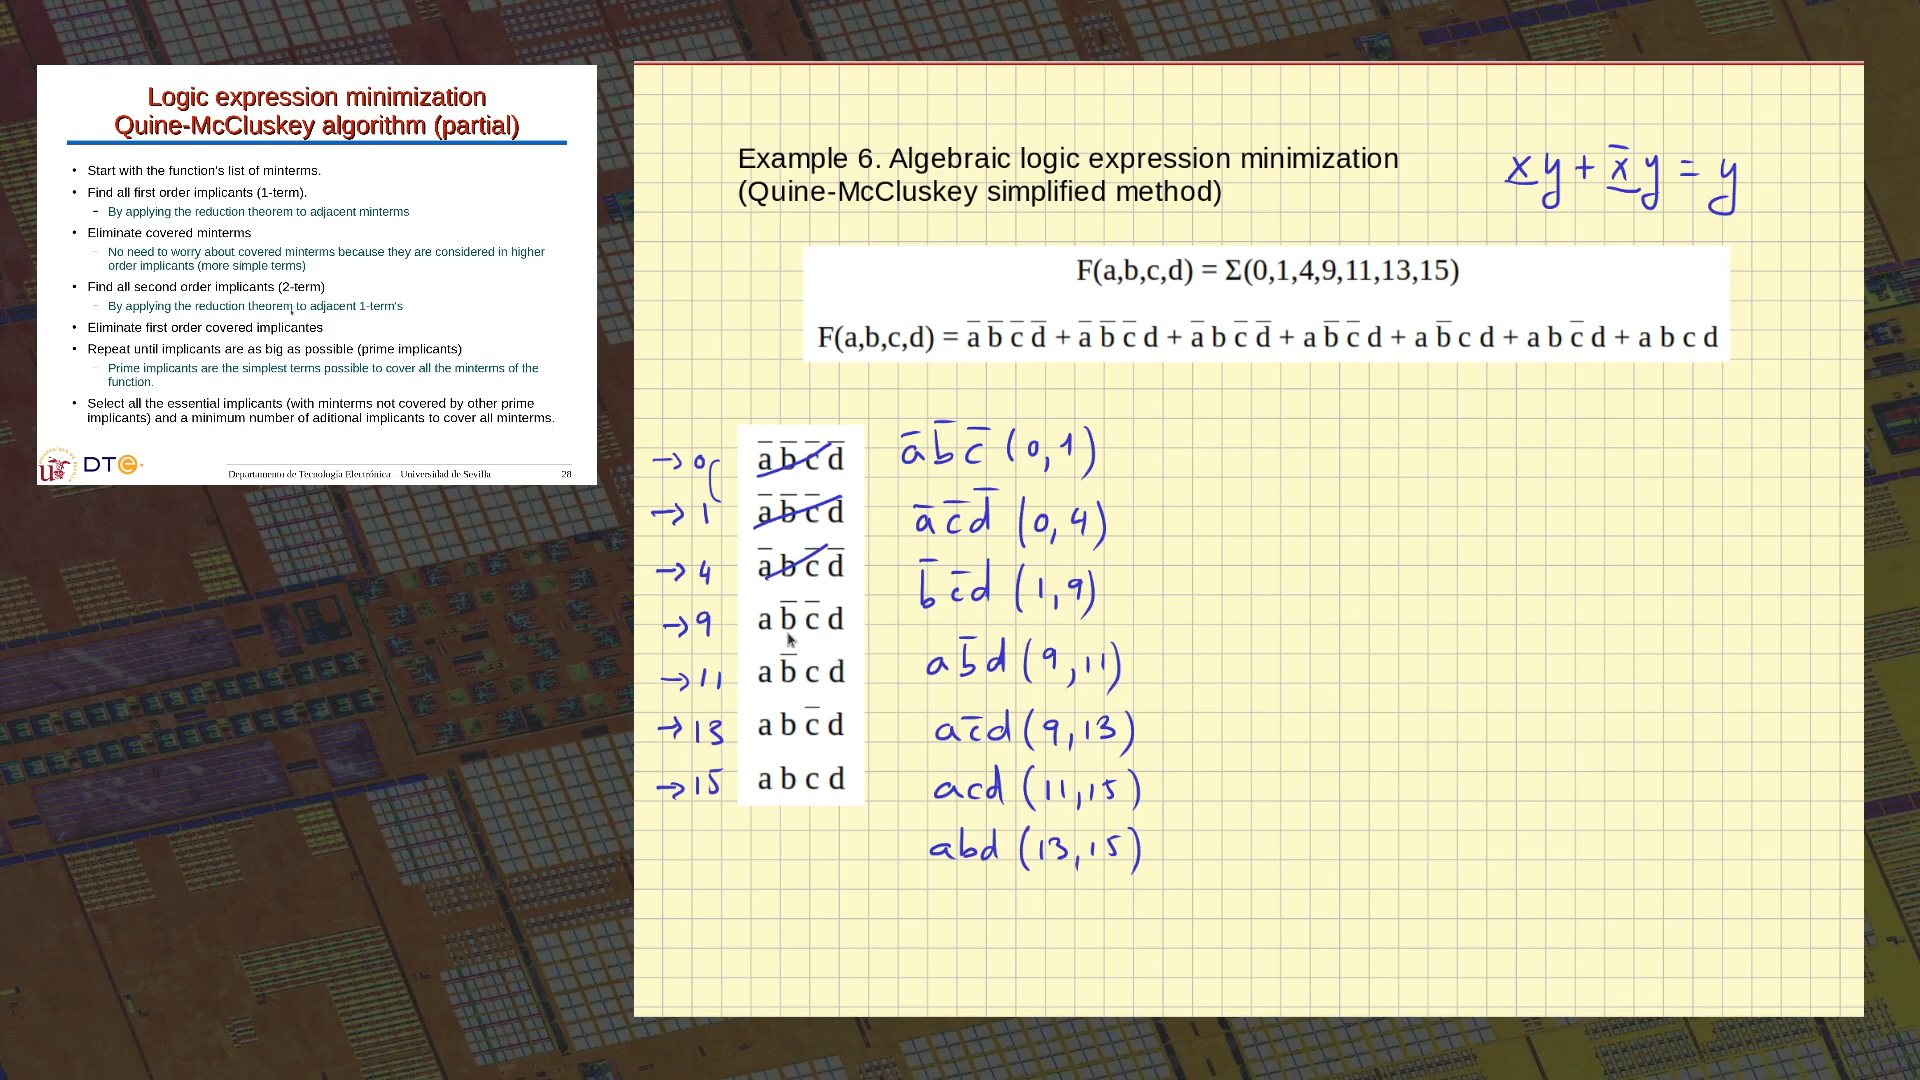 Logic expression minimization
Quine-McCluskey algorithm (partial)
• Start with the function's list of minterms.
• Find all first order implicants (1-term).
– By applying the reduction theorem to adjacent minterms
• Eliminate covered minterms
– No need to worry about covered minterms because they are considered in higher
order implicants (more simple terms)
• Find all second order implicants (2-term)
– By applying the reduction theorem to adjacent 1-term's
• Eliminate first order covered implicantes
• Repeat until implicants are as big as possible (prime implicants)
– Prime implicants are the simplest terms possible to cover all the minterms of the
function.
• Select all the essential implicants (with minterms not covered by other prime
implicants) and a minimum number of aditional implicants to cover all minterms.
DTe
Departamento de Tecnología Electrónica – Universidad de Sevilla 28
Example 6. Algebraic logic expression minimization
(Quine-McCluskey simplified method)
xy + x̅y = y
F(a,b,c,d) = Σ(0,1,4,9,11,13,15)
F(a,b,c,d) = a̅ b̅ c̅ d̅ + a̅ b̅ c̅ d + a̅ b c̅ d̅ + a b̅ c̅ d + a b̅ c d + a b c̅ d + a b c d
→ 0 a̅ b̅ c̅ d̅
→ 1 a̅ b̅ c̅ d
→ 4 a̅ b c̅ d̅
→ 9 a b̅ c̅ d
→ 11 a b̅ c d
→ 13 a b c̅ d
→ 15 a b c d
a̅ b̅ c̅ (0,1)
a̅ c̅ d̅ (0,4)
b̅ c̅ d (1,9)
a b̅ d (9,11)
a c̅ d (9,13)
acd (11,15)
abd (13,15)